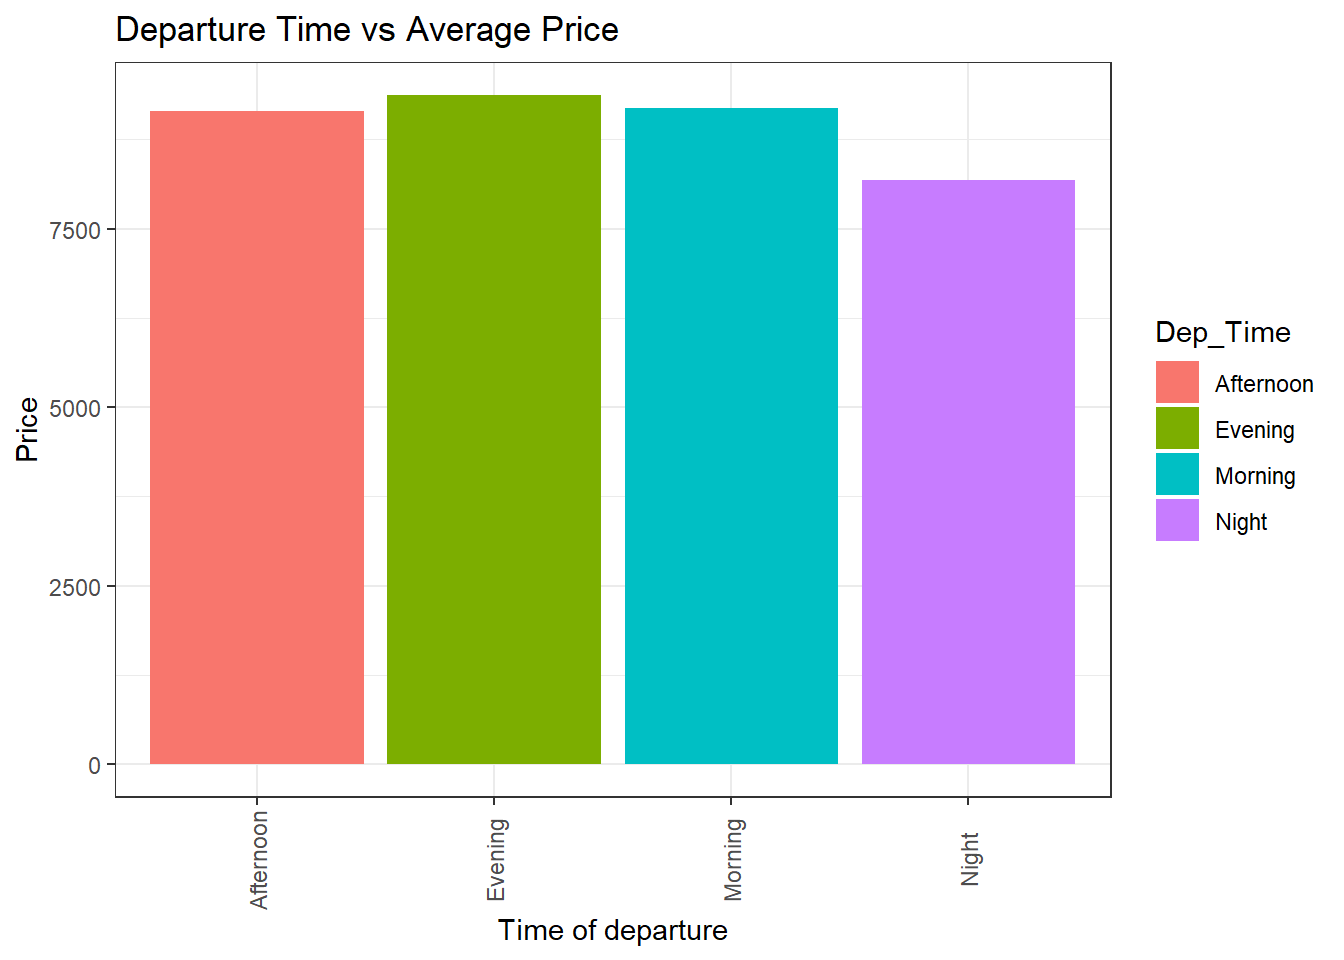 Departure Time vs Average Price
Price
7500
5000
2500
0
Afternoon
Evening
Morning
Night
Time of departure
Dep_Time
Afternoon
Evening
Morning
Night